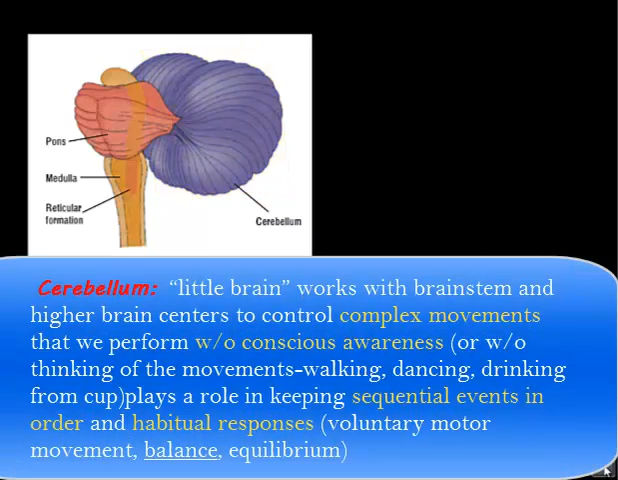 Pons
Medulla
Reticular
formation
Cerebellum
Cerebellum: “little brain” works with brainstem and
higher brain centers to control complex movements
that we perform w/o conscious awareness (or w/o
thinking of the movements-walking, dancing, drinking
from cup)plays a role in keeping sequential events in
order and habitual responses (voluntary motor
movement, balance, equilibrium)